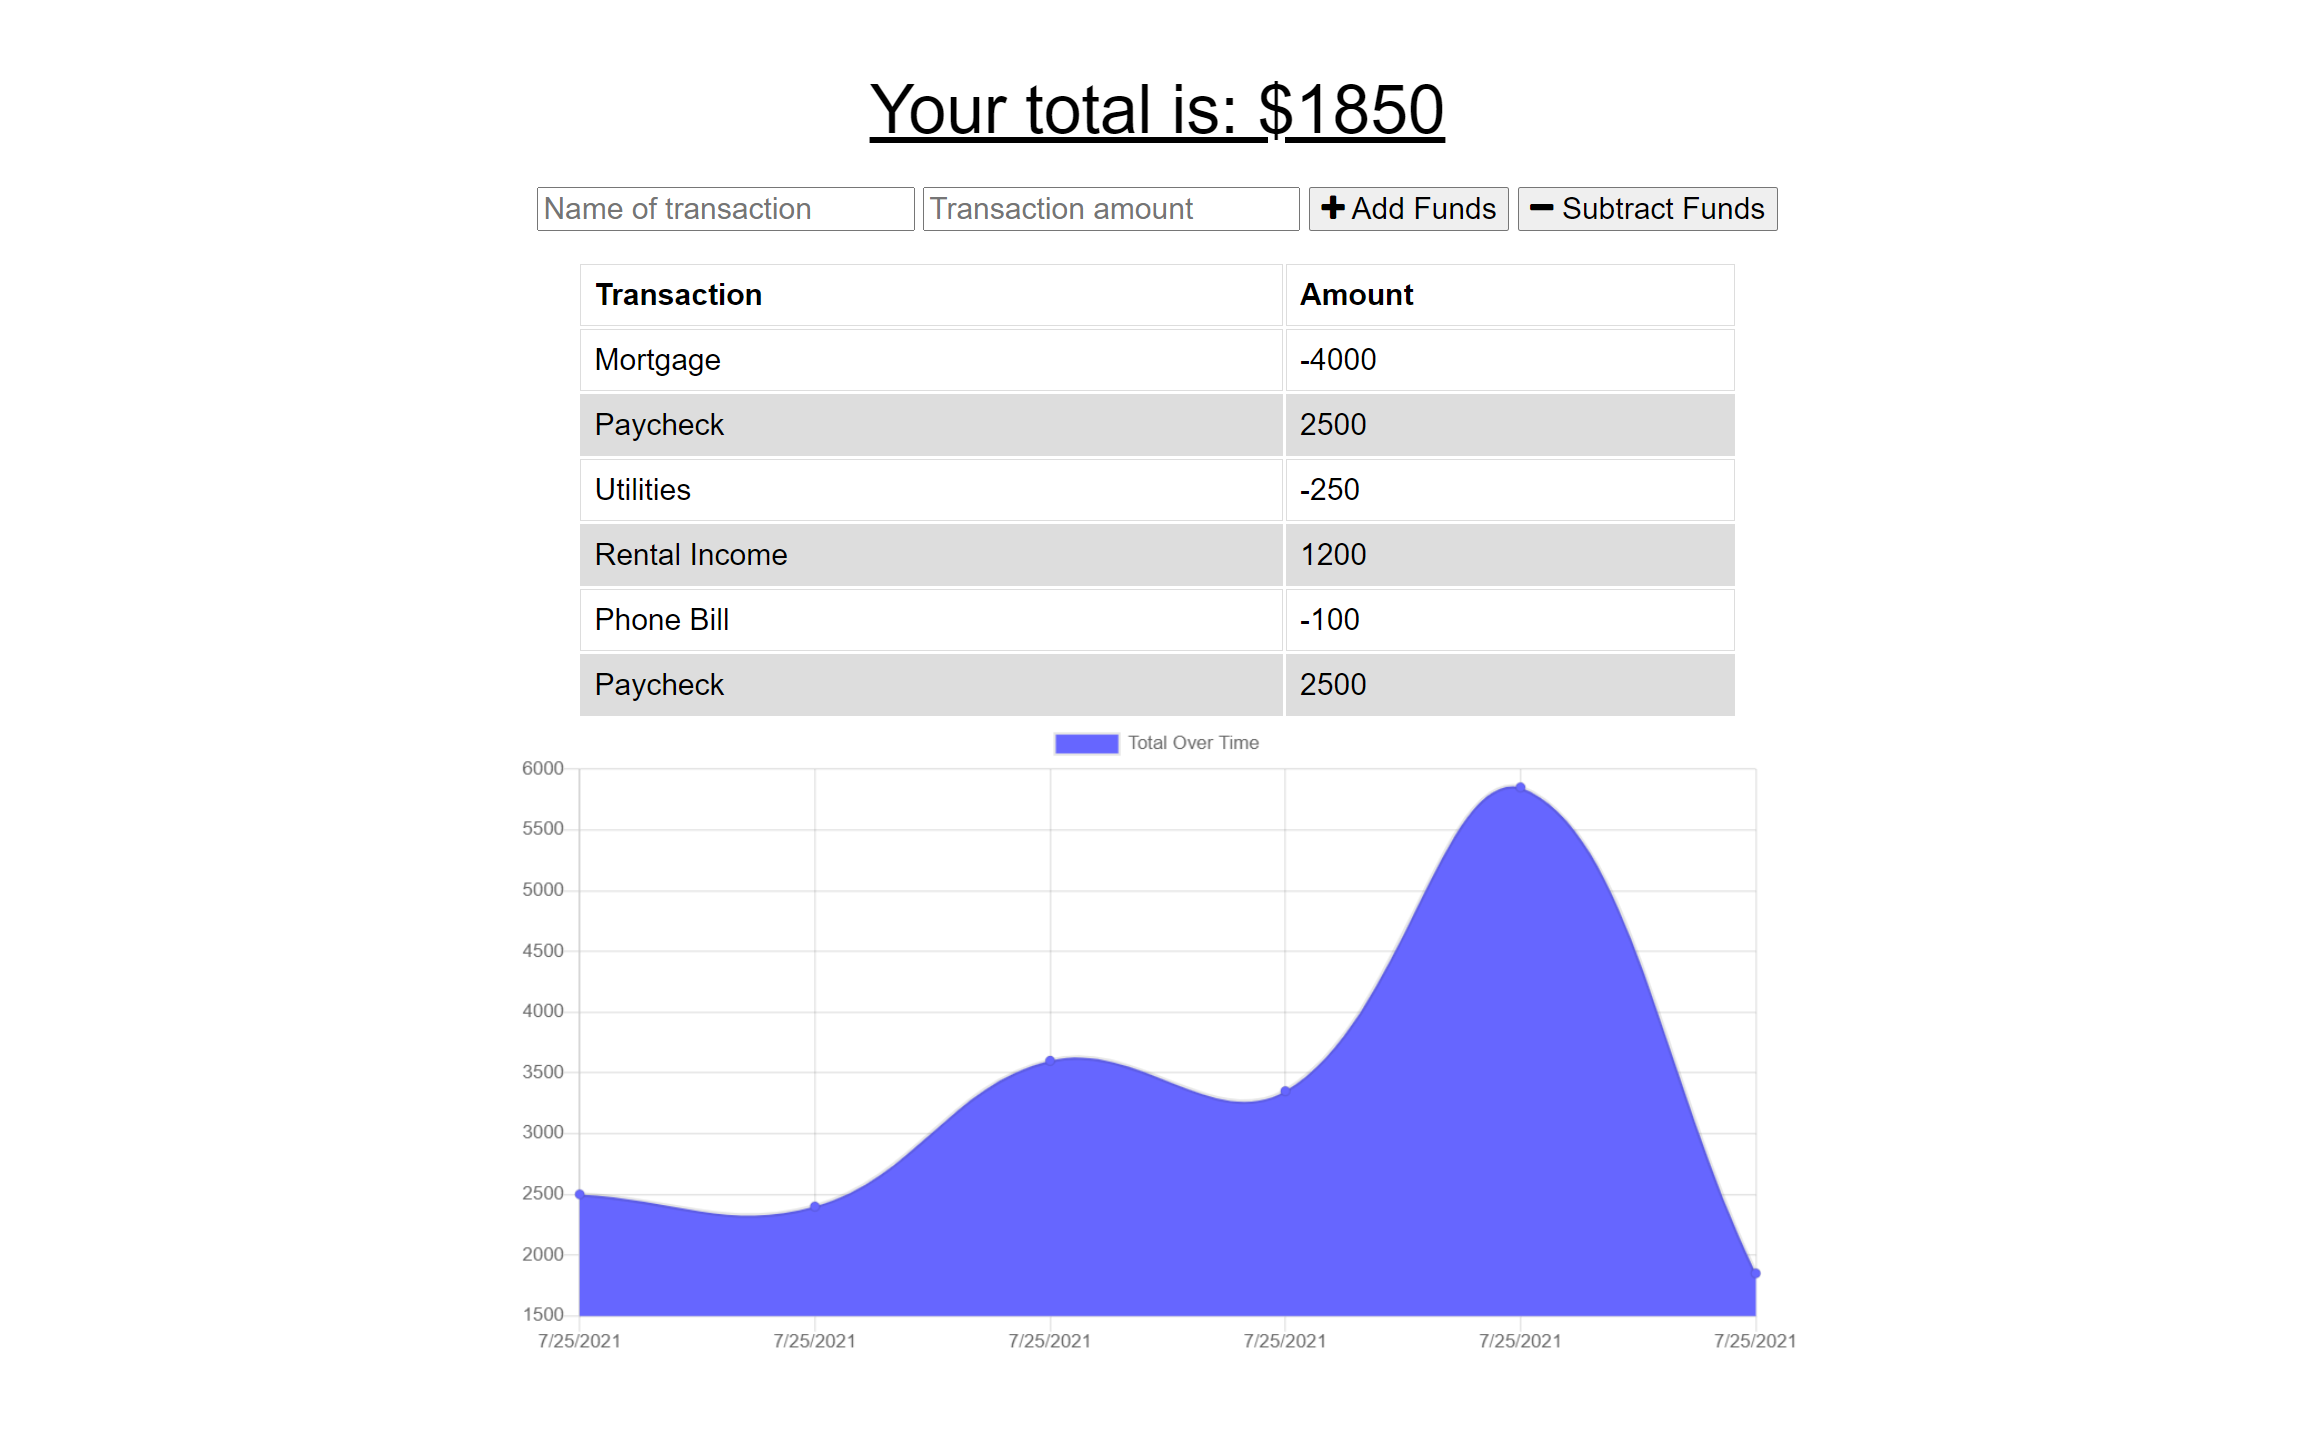 Your total is: $1850
Name of transaction Transaction amount Add Funds Subtract Funds
Transaction Amount
Mortgage -4000
Paycheck 2500
Utilities -250
Rental Income 1200
Phone Bill -100
Paycheck 2500
Total Over Time
6000
5500
5000
4500
4000
3500
3000
2500
2000
1500
7/25/2021 7/25/2021 7/25/2021 7/25/2021 7/25/2021 7/25/2021